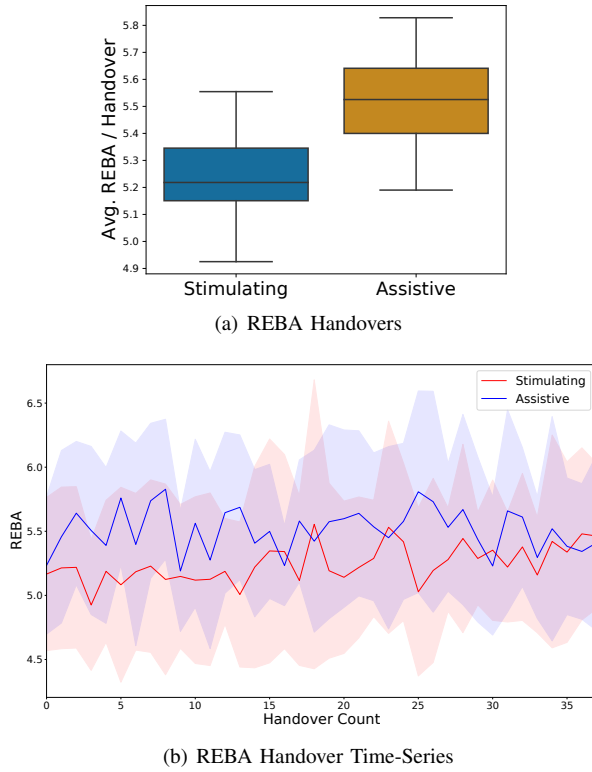 5.8
5.7
5.6
5.5
5.4
5.3
5.2
5.1
5.0
4.9
Avg. REBA / Handover
Stimulating Assistive
(a) REBA Handovers
Stimulating
Assistive
6.5
6.0
5.5
5.0
4.5
REBA
0 5 10 15 20 25 30 35
Handover Count
(b) REBA Handover Time-Series